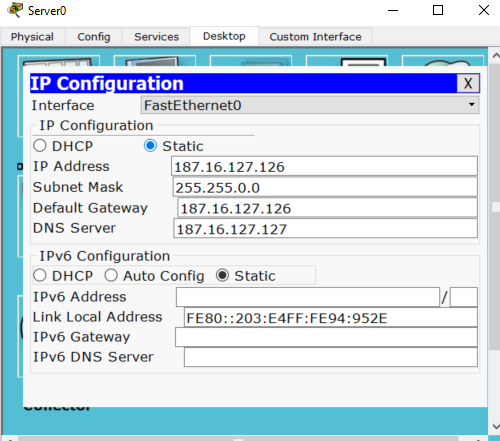 Server0
Physical Config Services Desktop Custom Interface
IP Configuration X
Interface FastEthernet0
IP Configuration
DHCP Static
IP Address 187.16.127.126
Subnet Mask 255.255.0.0
Default Gateway 187.16.127.126
DNS Server 187.16.127.127
IPv6 Configuration
DHCP Auto Config Static
IPv6 Address /
Link Local Address FE80::203:E4FF:FE94:952E
IPv6 Gateway
IPv6 DNS Server